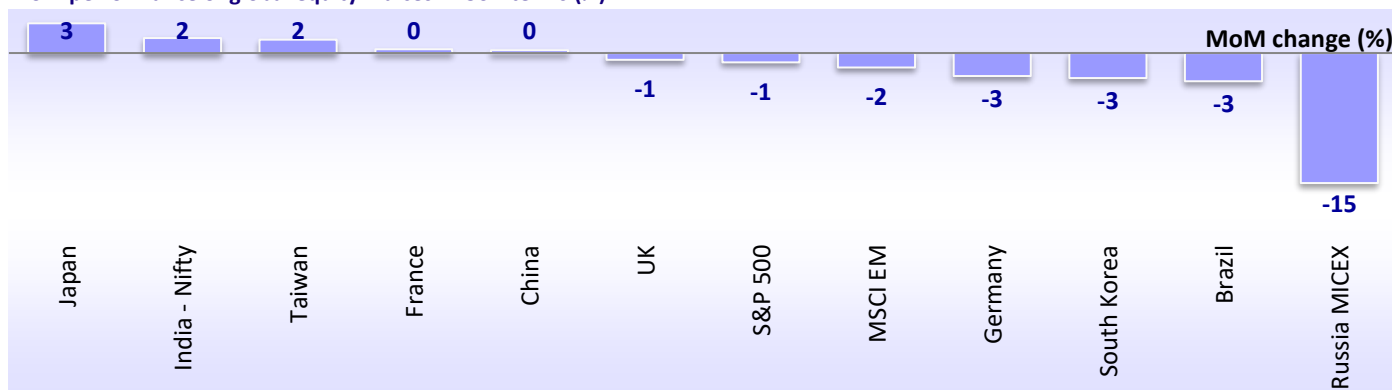 MoM change (%)
3
2
2
0
0
-1
-1
-2
-3
-3
-3
-15
Japan
India - Nifty
Taiwan
France
China
UK
S&P 500
MSCI EM
Germany
South Korea
Brazil
Russia MICEX